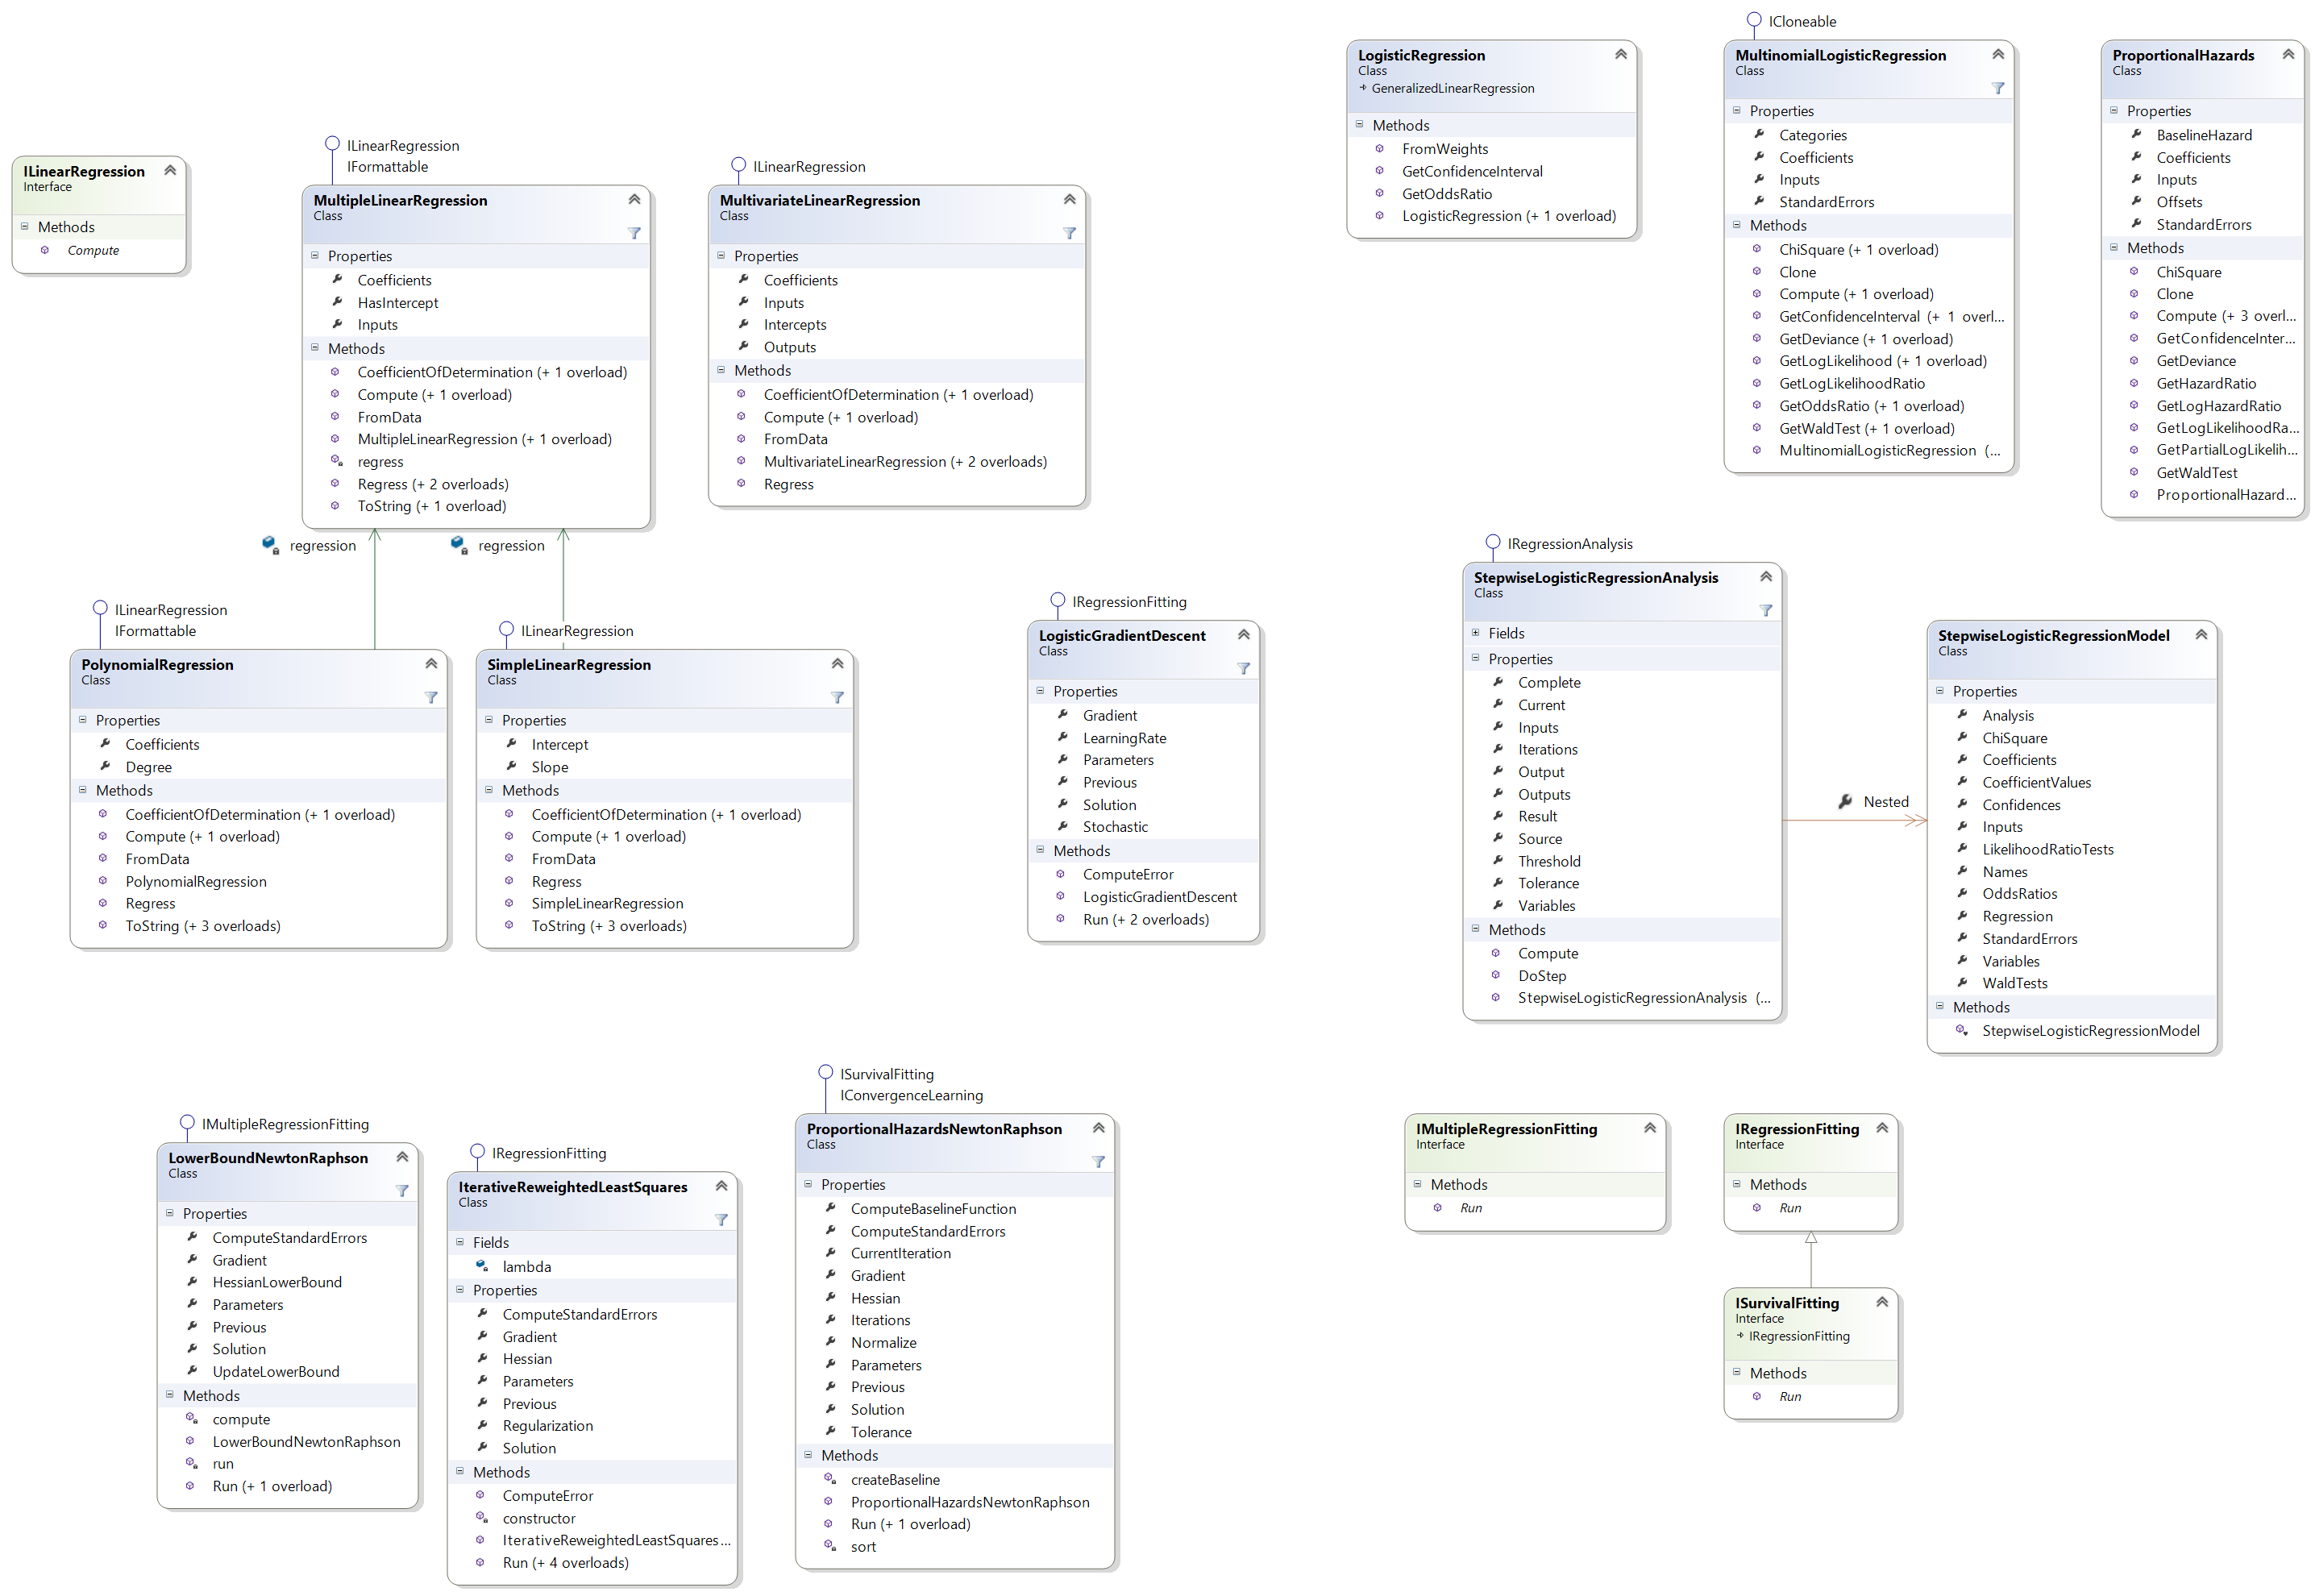 ILinearRegression
Interface
Methods
Compute
ILinearRegression
IFormattable
MultipleLinearRegression
Class
Properties
Coefficients
HasIntercept
Inputs
Methods
CoefficientOfDetermination (+ 1 overload)
Compute (+ 1 overload)
FromData
MultipleLinearRegression (+ 1 overload)
regress
Regress (+ 2 overloads)
ToString (+ 1 overload)
ILinearRegression
MultivariateLinearRegression
Class
Properties
Coefficients
Inputs
Intercepts
Outputs
Methods
CoefficientOfDetermination (+ 1 overload)
Compute (+ 1 overload)
FromData
MultivariateLinearRegression (+ 2 overloads)
Regress
LogisticRegression
Class
GeneralizedLinearRegression
Methods
FromWeights
GetConfidenceInterval
GetOddsRatio
LogisticRegression (+ 1 overload)
ICloneable
MultinomialLogisticRegression
Class
Properties
Categories
Coefficients
Inputs
StandardErrors
Methods
ChiSquare (+ 1 overload)
Clone
Compute (+ 1 overload)
GetConfidenceInterval (+ 1 overl...
GetDeviance (+ 1 overload)
GetLogLikelihood (+ 1 overload)
GetLogLikelihoodRatio
GetOddsRatio (+ 1 overload)
GetWaldTest (+ 1 overload)
MultinomialLogisticRegression (...
ProportionalHazards
Class
Properties
BaselineHazard
Coefficients
Inputs
Offsets
StandardErrors
Methods
ChiSquare
Clone
Compute (+ 3 overl...
GetConfidenceInter...
GetDeviance
GetHazardRatio
GetLogHazardRatio
GetLogLikelihoodRa...
GetPartialLogLikelih...
GetWaldTest
ProportionalHazard...
regression
regression
ILinearRegression
IFormattable
PolynomialRegression
Class
Properties
Coefficients
Degree
Methods
CoefficientOfDetermination (+ 1 overload)
Compute (+ 1 overload)
FromData
PolynomialRegression
Regress
ToString (+ 3 overloads)
ILinearRegression
SimpleLinearRegression
Class
Properties
Intercept
Slope
Methods
CoefficientOfDetermination (+ 1 overload)
Compute (+ 1 overload)
FromData
Regress
SimpleLinearRegression
ToString (+ 3 overloads)
IRegressionFitting
LogisticGradientDescent
Class
Properties
Gradient
LearningRate
Parameters
Previous
Solution
Stochastic
Methods
ComputeError
LogisticGradientDescent
Run (+ 2 overloads)
IRegressionAnalysis
StepwiseLogisticRegressionAnalysis
Class
Fields
Properties
Complete
Current
Inputs
Iterations
Output
Outputs
Result
Source
Threshold
Tolerance
Variables
Methods
Compute
DoStep
StepwiseLogisticRegressionAnalysis (...
Nested
StepwiseLogisticRegressionModel
Class
Properties
Analysis
ChiSquare
Coefficients
CoefficientValues
Confidences
Inputs
LikelihoodRatioTests
Names
OddsRatios
Regression
StandardErrors
Variables
WaldTests
Methods
StepwiseLogisticRegressionModel
IMultipleRegressionFitting
LowerBoundNewtonRaphson
Class
Properties
ComputeStandardErrors
Gradient
HessianLowerBound
Parameters
Previous
Solution
UpdateLowerBound
Methods
compute
LowerBoundNewtonRaphson
run
Run (+ 1 overload)
IRegressionFitting
IterativeReweightedLeastSquares
Class
Fields
lambda
Properties
ComputeStandardErrors
Gradient
Hessian
Parameters
Previous
Regularization
Solution
Methods
ComputeError
constructor
IterativeReweightedLeastSquares...
Run (+ 4 overloads)
ISurvivalFitting
IConvergenceLearning
ProportionalHazardsNewtonRaphson
Class
Properties
ComputeBaselineFunction
ComputeStandardErrors
CurrentIteration
Gradient
Hessian
Iterations
Normalize
Parameters
Previous
Solution
Tolerance
Methods
createBaseline
ProportionalHazardsNewtonRaphson
Run (+ 1 overload)
sort
IMultipleRegressionFitting
Interface
Methods
Run
IRegressionFitting
Interface
Methods
Run
ISurvivalFitting
Interface
IRegressionFitting
Methods
Run